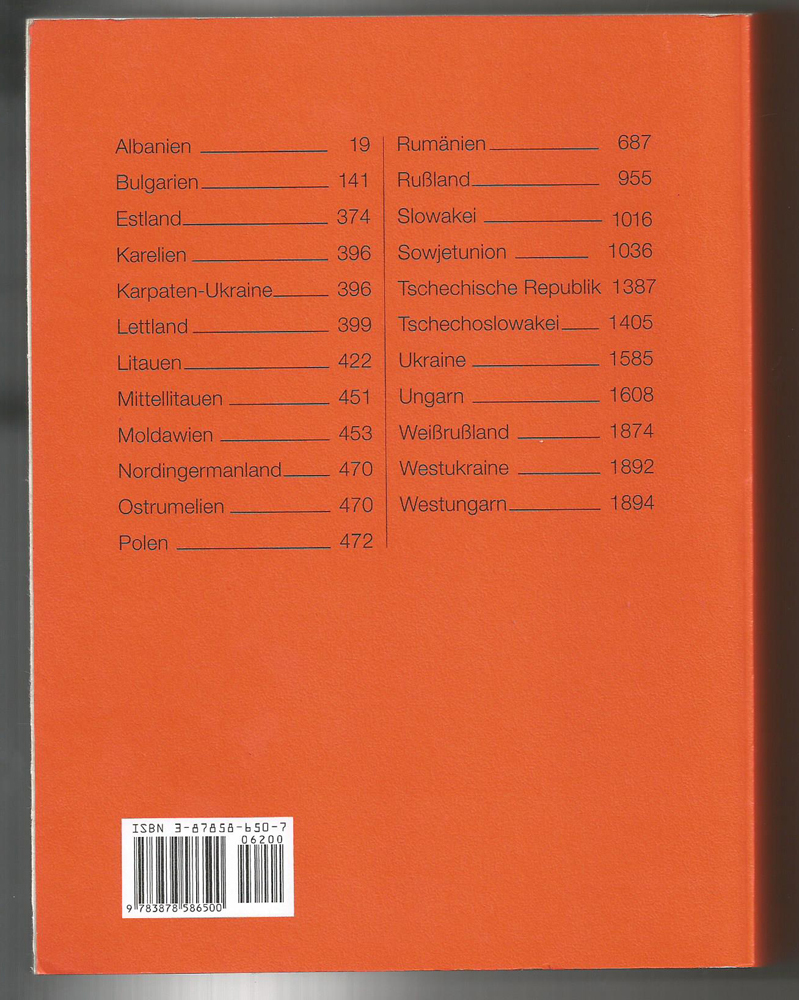 Albanien 19
Bulgarien 141
Estland 374
Karelien 396
Karpaten-Ukraine 396
Lettland 399
Litauen 422
Mittellitauen 451
Moldawien 453
Nordingermanland 470
Ostrumelien 470
Polen 472
Rumänien 687
Rußland 955
Slowakei 1016
Sowjetunion 1036
Tschechische Republik 1387
Tschechoslowakei 1405
Ukraine 1585
Ungarn 1608
Weißrußland 1874
Westukraine 1892
Westungarn 1894
ISBN 3-87858-650-7
06200
9 783878 586500